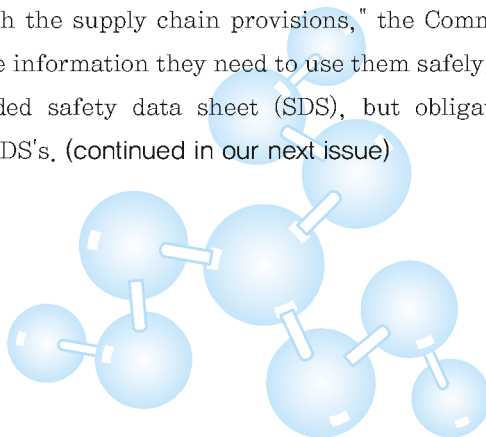 h the supply chain provisions," the Comm
e information they need to use them safely,
ded safety data sheet (SDS), but obliga
DS's. (continued in our next issue)